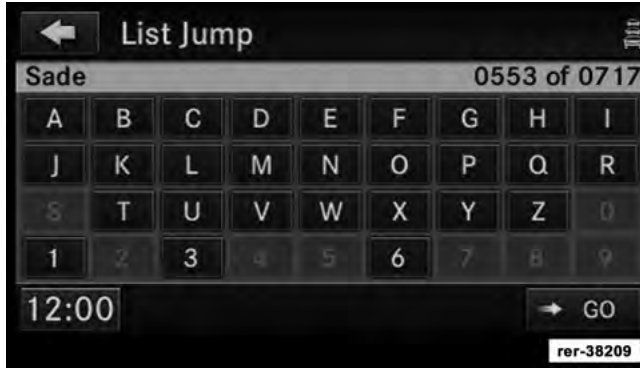 List Jump
Sade 0553 of 0717
A B C D E F G H I
J K L M N O P Q R
S T U V W X Y Z 0
1 2 3 4 5 6 7 8 9
12:00 GO
rer-38209